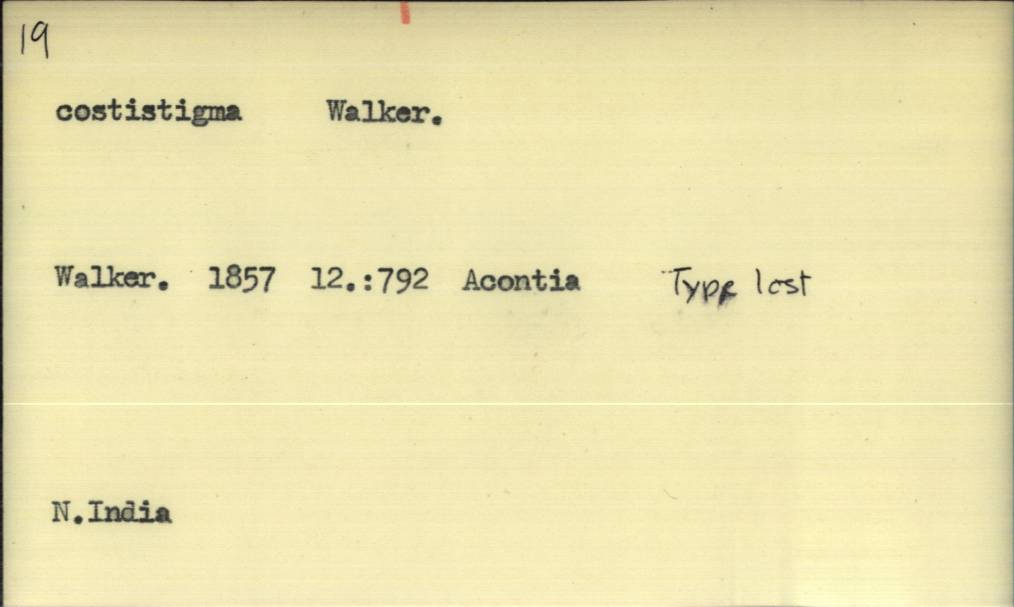 19
costistigma Walker.
Walker. 1857 12.:792 Acontia Type lost
N.India